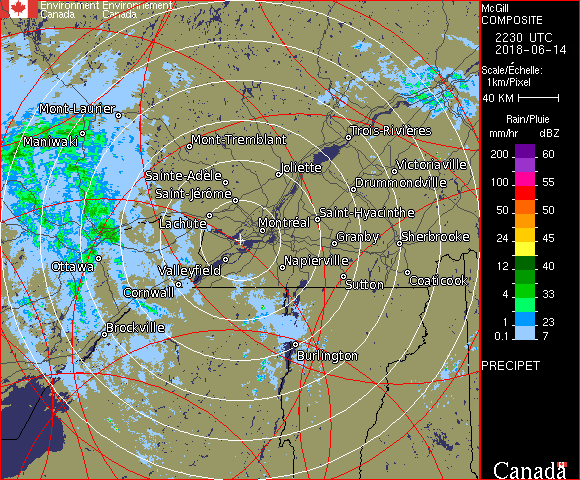 Environment Environnement
Canada Canada
McGill
COMPOSITE
2230 UTC
2018-06-14
Scale/Échelle:
1km/Pixel
40 KM
Rain/Pluie
mm/hr dBZ
200 60
100 55
50 50
24 45
12 40
4 33
1 23
0.1 7
PRECIPET
Canada
Mont-Laurier
Maniwaki
Mont-Tremblant
Trois-Rivières
Joliette
Victoriaville
Sainte-Adèle
Drummondville
Saint-Jérôme
Saint-Hyacinthe
Lachute
Montréal
Granby
Sherbrooke
Ottawa
Valleyfield
Napierville
Sutton
Coaticook
Cornwall
Brockville
Burlington